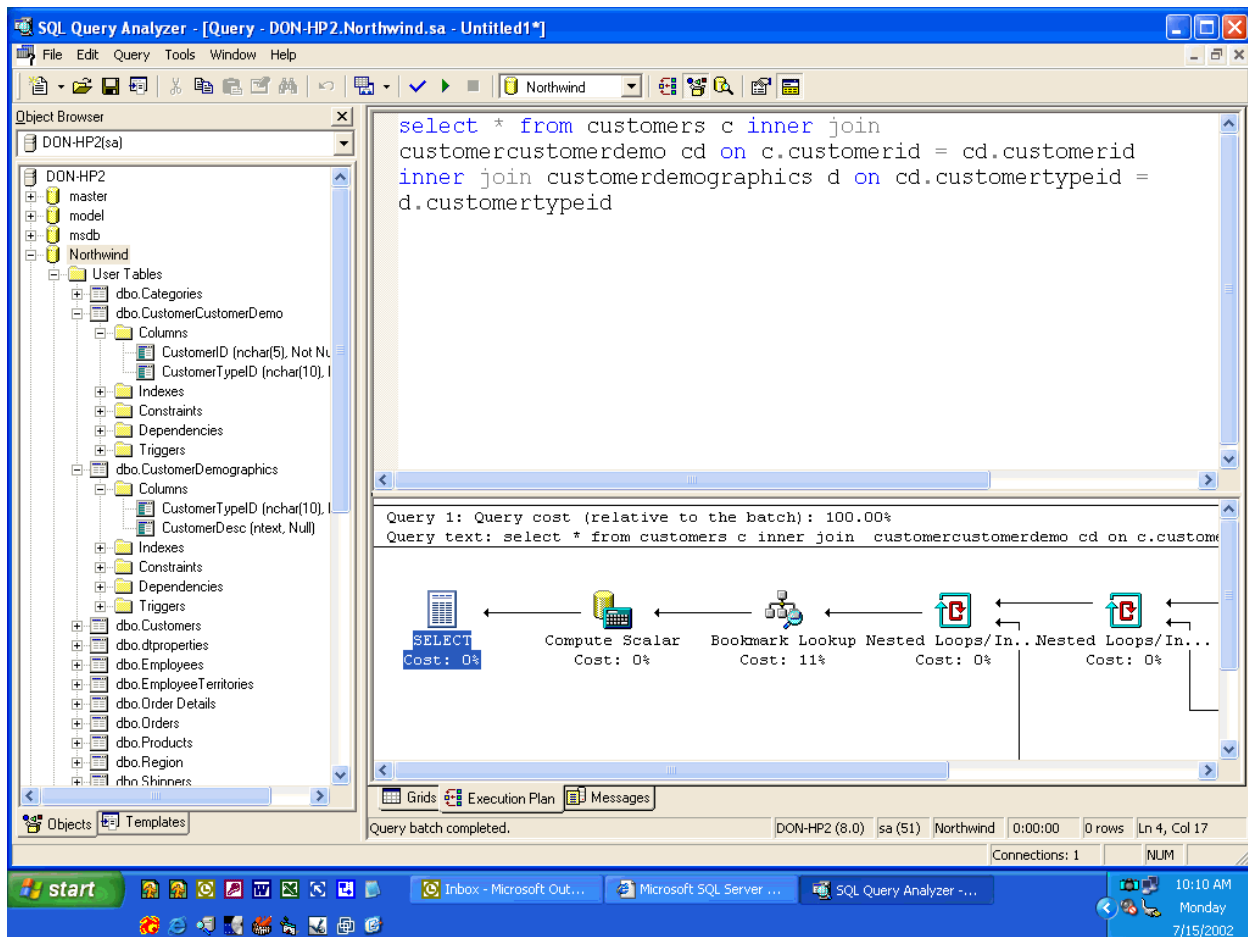 SQL Query Analyzer - [Query - DON-HP2.Northwind.sa - Untitled1*]
File Edit Query Tools Window Help
Northwind
Object Browser
DON-HP2(sa)
DON-HP2
master
model
msdb
Northwind
User Tables
dbo.Categories
dbo.CustomerCustomerDemo
Columns
CustomerID (nchar(5), Not Nu
CustomerTypeID (nchar(10), I
Indexes
Constraints
Dependencies
Triggers
dbo.CustomerDemographics
Columns
CustomerTypeID (nchar(10), I
CustomerDesc (ntext, Null)
Indexes
Constraints
Dependencies
Triggers
dbo.Customers
dbo.dtproperties
dbo.Employees
dbo.EmployeeTerritories
dbo.Order Details
dbo.Orders
dbo.Products
dbo.Region
dbo.Shippers
Objects Templates
select * from customers c inner join
customercustomerdemo cd on c.customerid = cd.customerid
inner join customerdemographics d on cd.customertypeid =
d.customertypeid
Query 1: Query cost (relative to the batch): 100.00%
Query text: select * from customers c inner join customercustomerdemo cd on c.custome
SELECT
Cost: 0%
Compute Scalar
Cost: 0%
Bookmark Lookup
Cost: 11%
Nested Loops/In...
Cost: 0%
Nested Loops/In...
Cost: 0%
Grids Execution Plan Messages
Query batch completed. DON-HP2 (8.0) sa (51) Northwind 0:00:00 0 rows Ln 4, Col 17
Connections: 1 NUM
start
Inbox - Microsoft Out...
Microsoft SQL Server ...
SQL Query Analyzer -...
10:10 AM
Monday
7/15/2002